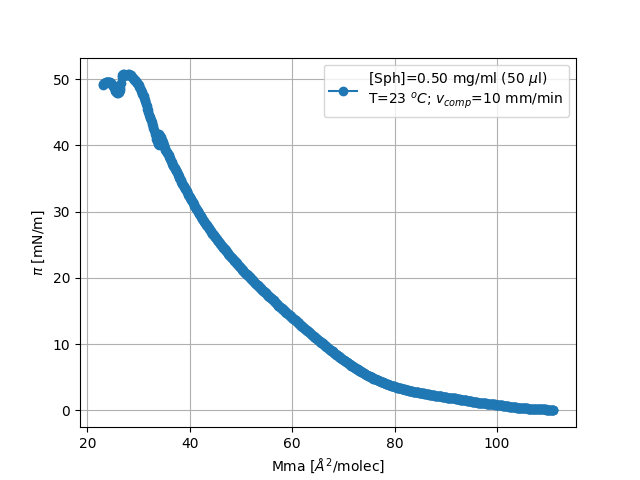 [Sph]=0.50 mg/ml (50 μl)
T=23 °C; v_comp=10 mm/min
50
40
30
20
10
0
π [mN/m]
20 40 60 80 100
Mma [Å²/molec]